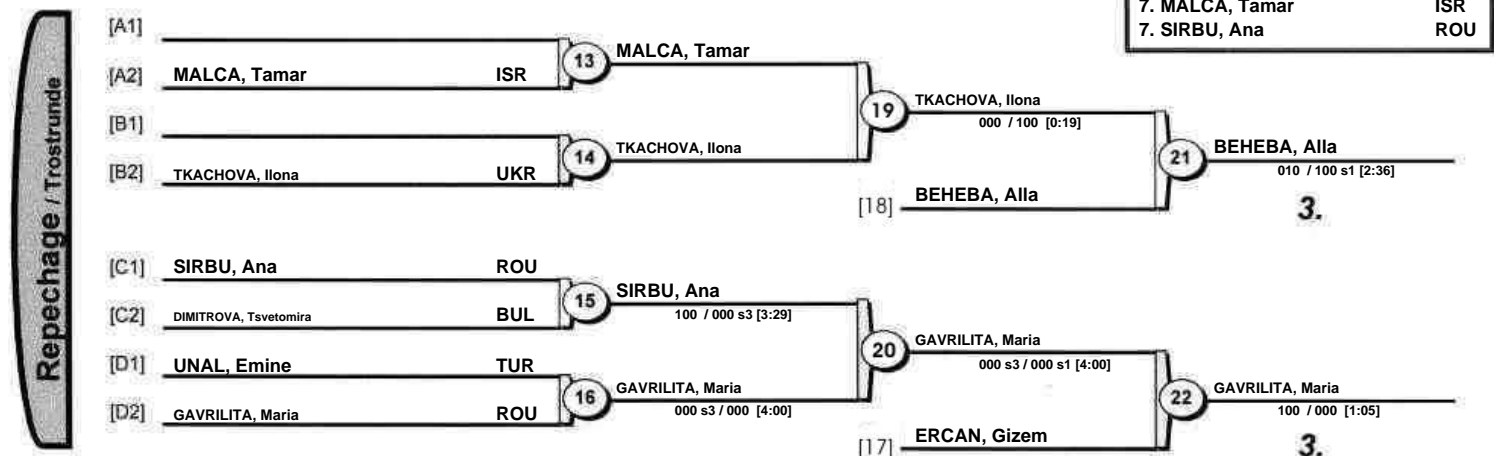 7. MALCA, Tamar ISR
7. SIRBU, Ana ROU
Repechage / Trostrunde
[A1]
[A2] MALCA, Tamar ISR
13 MALCA, Tamar
[B1]
[B2] TKACHOVA, Ilona UKR
14 TKACHOVA, Ilona
19 TKACHOVA, Ilona
000 / 100 [0:19]
[18] BEHEBA, Alla
21 BEHEBA, Alla
010 / 100 s1 [2:36]
3.
[C1] SIRBU, Ana ROU
[C2] DIMITROVA, Tsvetomira BUL
15 SIRBU, Ana
100 / 000 s3 [3:29]
[D1] UNAL, Emine TUR
[D2] GAVRILITA, Maria ROU
16 GAVRILITA, Maria
000 s3 / 000 [4:00]
20 GAVRILITA, Maria
000 s3 / 000 s1 [4:00]
[17] ERCAN, Gizem
22 GAVRILITA, Maria
100 / 000 [1:05]
3.